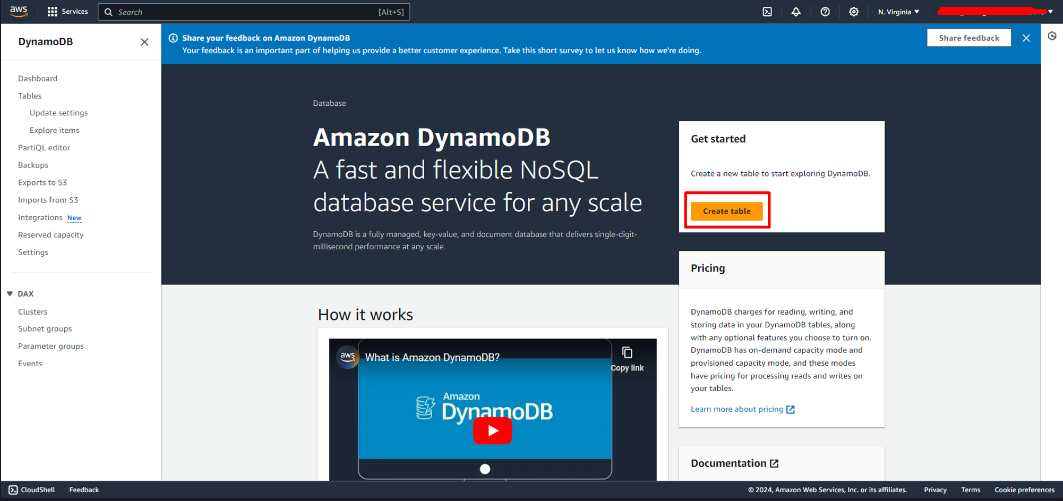 aws
Services
Search
[Alt+S]
N. Virginia
DynamoDB
Dashboard
Tables
Update settings
Explore items
PartiQL editor
Backups
Exports to S3
Imports from S3
Integrations New
Reserved capacity
Settings
DAX
Clusters
Subnet groups
Parameter groups
Events
Share your feedback on Amazon DynamoDB
Your feedback is an important part of helping us provide a better customer experience. Take this short survey to let us know how we're doing.
Share feedback
Database
Amazon DynamoDB
A fast and flexible NoSQL
database service for any scale
DynamoDB is a fully managed, key-value, and document database that delivers single-digit-
millisecond performance at any scale.
Get started
Create a new table to start exploring DynamoDB.
Create table
Pricing
DynamoDB charges for reading, writing, and
storing data in your DynamoDB tables, along
with any optional features you choose to turn on.
DynamoDB has on-demand capacity mode and
provisioned capacity mode, and these modes
have pricing for processing reads and writes on
your tables.
Learn more about pricing
Documentation
How it works
aws
What is Amazon DynamoDB?
Copy link
Amazon
DynamoDB
CloudShell
Feedback
© 2024, Amazon Web Services, Inc. or its affiliates.
Privacy
Terms
Cookie preferences